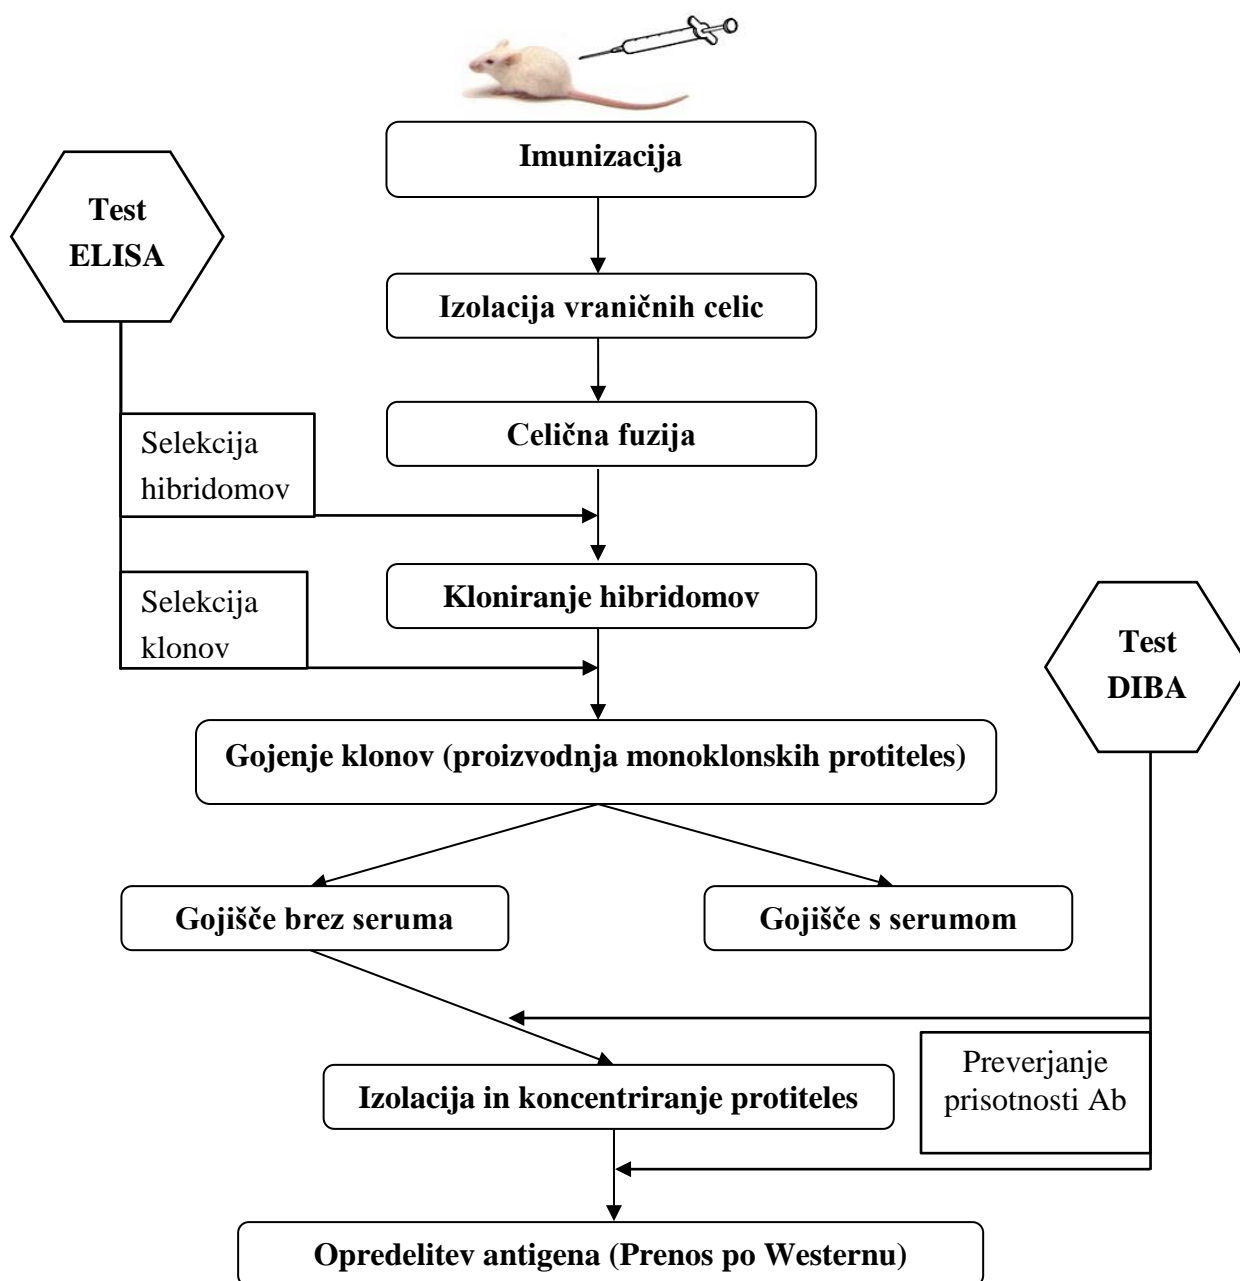 Imunizacija
Test
ELISA
Izolacija vraničnih celic
Celična fuzija
Selekcija
hibridomov
Kloniranje hibridomov
Selekcija
klonov
Test
DIBA
Gojenje klonov (proizvodnja monoklonskih protiteles)
Gojišče brez seruma
Gojišče s serumom
Preverjanje
prisotnosti Ab
Izolacija in koncentriranje protiteles
Opredelitev antigena (Prenos po Westernu)